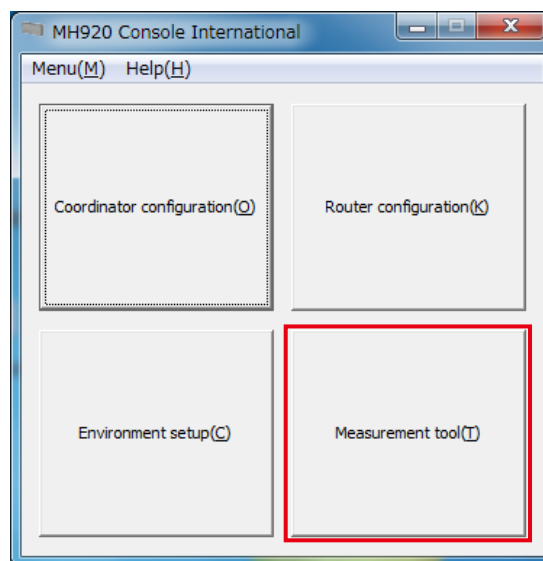 MH920 Console International
Menu(M) Help(H)
Coordinator configuration(O)
Router configuration(K)
Environment setup(C)
Measurement tool(T)